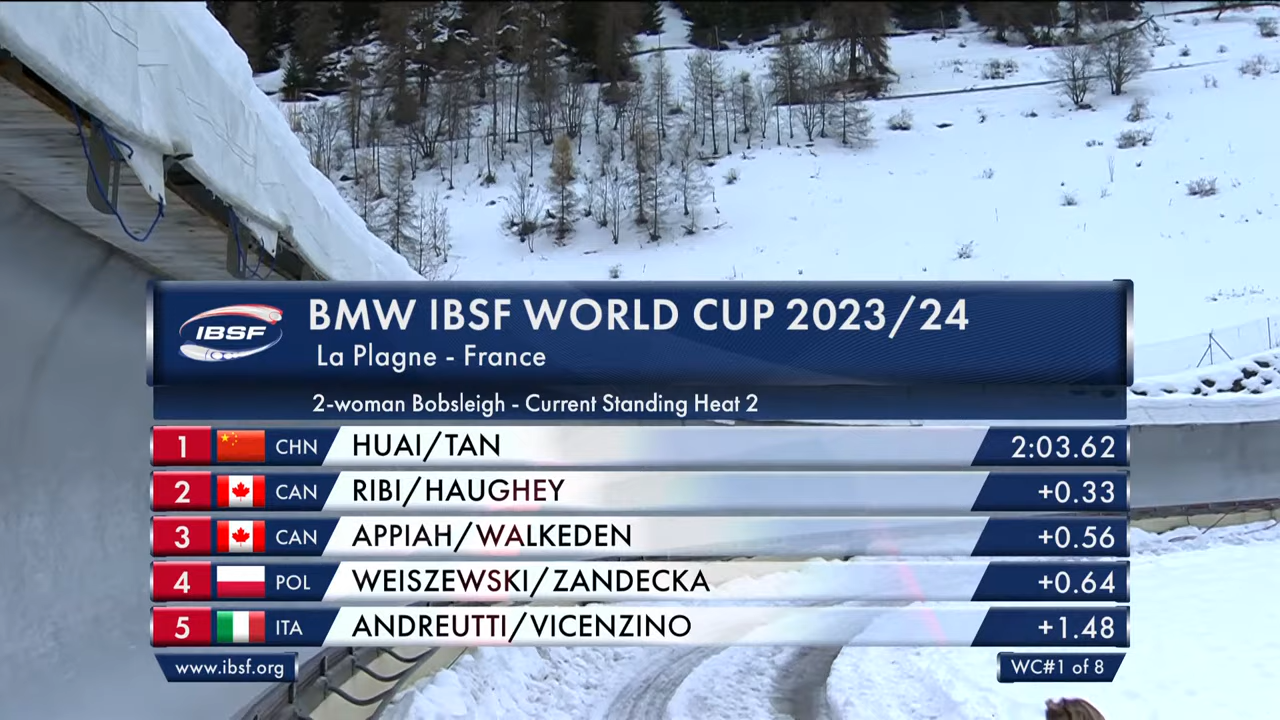 IBSF
BMW IBSF WORLD CUP 2023/24
La Plagne - France
2-woman Bobsleigh - Current Standing Heat 2
1 CHN HUAI/TAN 2:03.62
2 CAN RIBI/HAUGHEY +0.33
3 CAN APPIAH/WALKEDEN +0.56
4 POL WEISZEWSKI/ZANDECKA +0.64
5 ITA ANDREUTTI/VICENZINO +1.48
www.ibsf.org WC#1 of 8